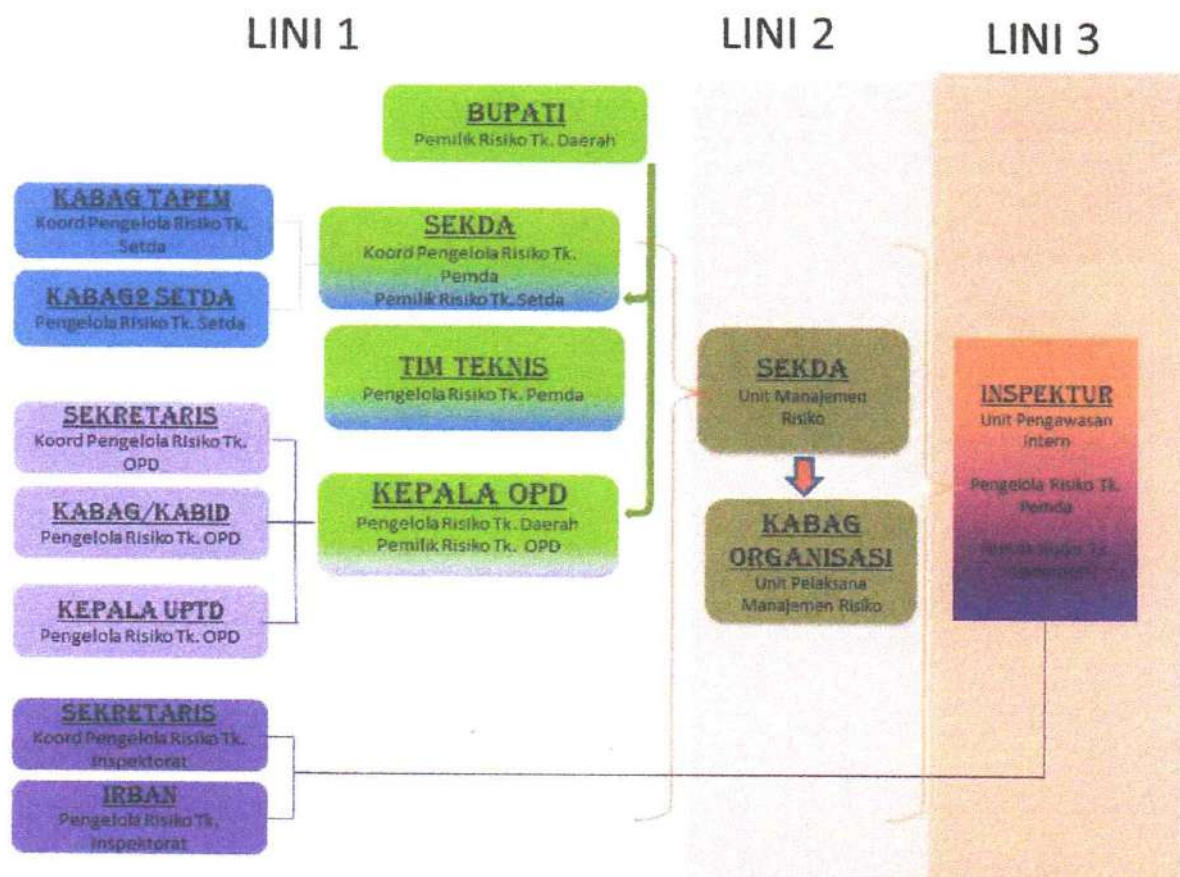 LINI 1
LINI 2
LINI 3
BUPATI
Pemilik Risiko Tk. Daerah
KABAG TAPEM
Koord Pengelola Risiko Tk.
Setda
KABAG2 SETDA
Pengelola Risiko Tk. Setda
SEKDA
Koord Pengelola Risiko Tk.
Pemda
Pemilik Risiko Tk. Setda
TIM TEKNIS
Pengelola Risiko Tk. Pemda
SEKRETARIS
Koord Pengelola Risiko Tk.
OPD
KABAG/KABID
Pengelola Risiko Tk. OPD
KEPALA UPTD
Pengelola Risiko Tk. OPD
KEPALA OPD
Pengelola Risiko Tk. Daerah
Pemilik Risiko Tk. OPD
SEKRETARIS
Koord Pengelola Risiko Tk.
Inspektorat
IRBAN
Pengelola Risiko Tk.
Inspektorat
SEKDA
Unit Manajemen
Risiko
KABAG
ORGANISASI
Unit Pelaksana
Manajemen Risiko
INSPEKTUR
Unit Pengawasan
Intern
Pengelola Risiko Tk.
Pemda